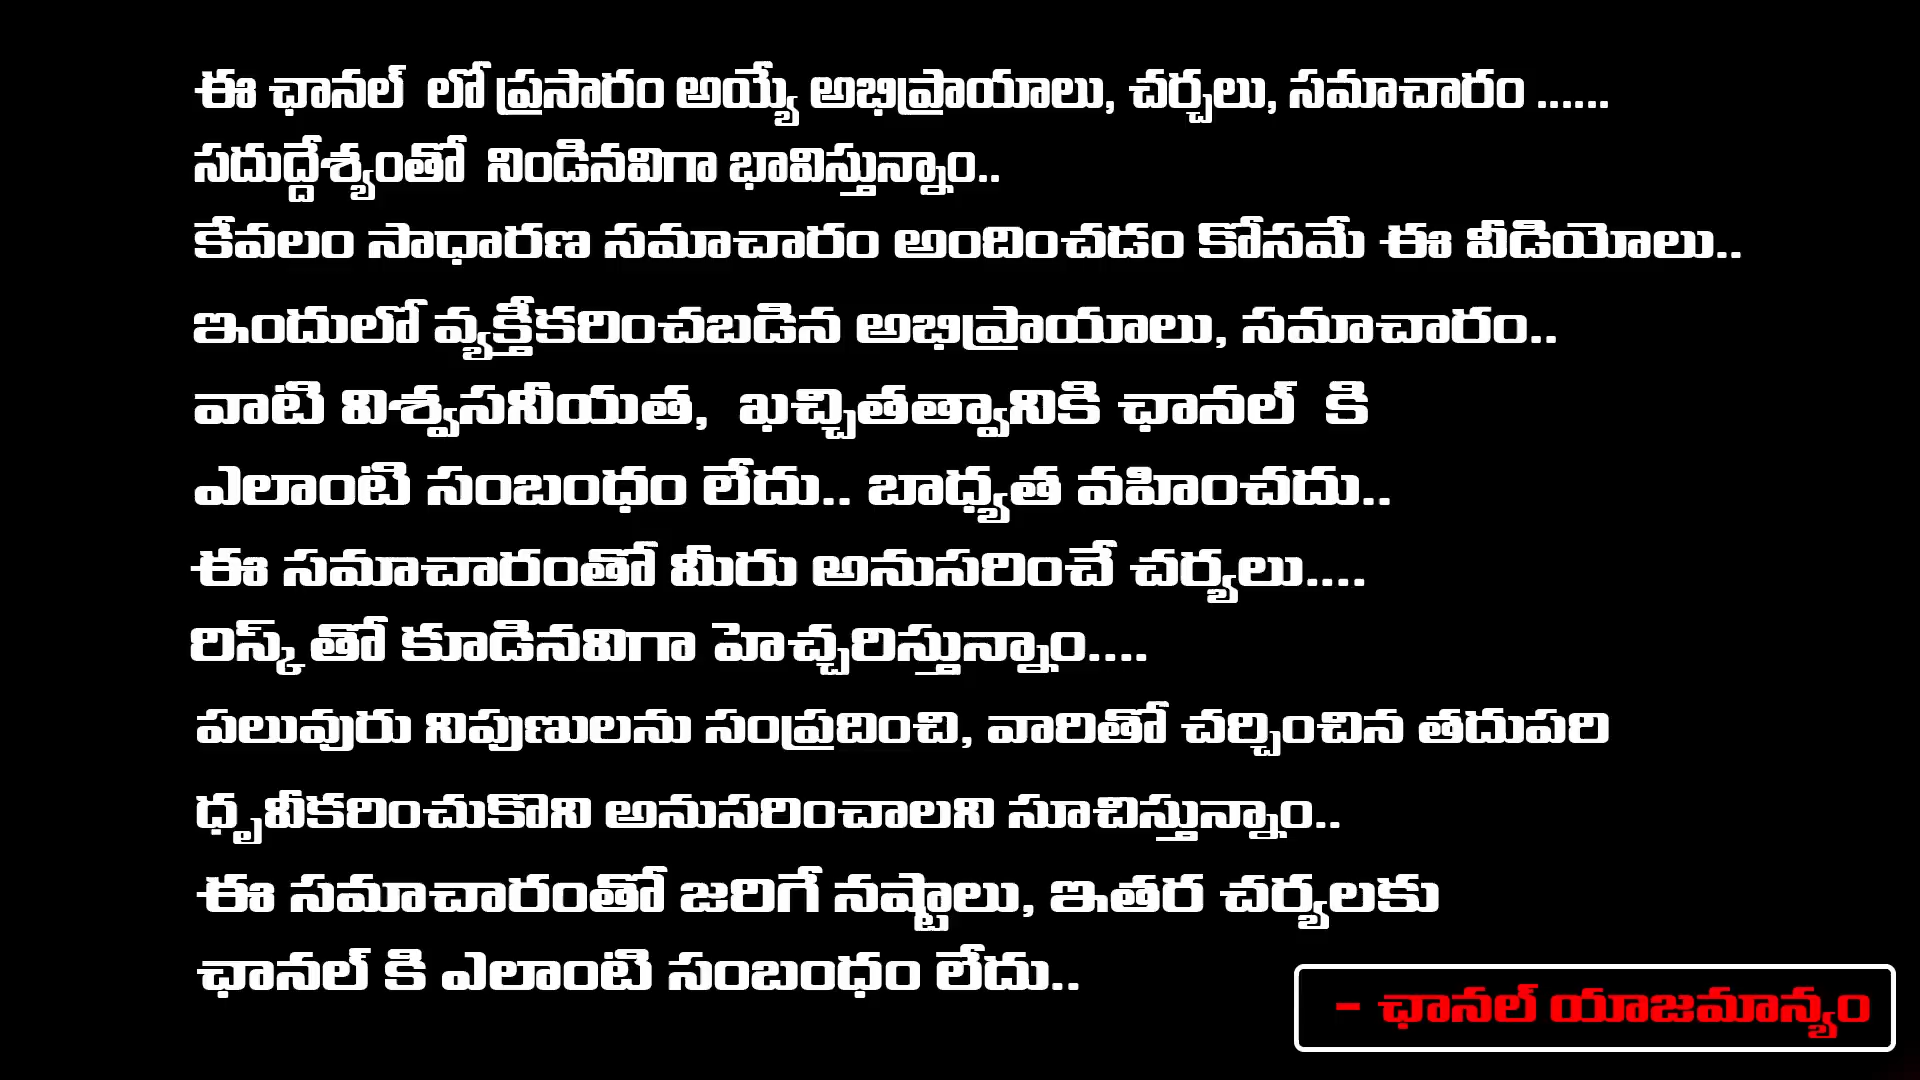 ఈ ఛానల్ లో ప్రసారం అయ్యే అభిప్రాయాలు, చర్చలు, సమాచారం ......
సదుద్దేశ్యంతో నిండినవిగా భావిస్తున్నాం..
కేవలం సాధారణ సమాచారం అందించడం కోసమే ఈ వీడియోలు..
ఇందులో వ్యక్తీకరించబడిన అభిప్రాయాలు, సమాచారం..
వాటి విశ్వసనీయత, ఖచ్చితత్వానికి ఛానల్ కి
ఎలాంటి సంబంధం లేదు.. బాధ్యత వహించదు..
ఈ సమాచారంతో మీరు అనుసరించే చర్యలు....
రిస్క్ తో కూడినవిగా హెచ్చరిస్తున్నాం....
పలువురు నిపుణులను సంప్రదించి, వారితో చర్చించిన తదుపరి
ధృవీకరించుకొని అనుసరించాలని సూచిస్తున్నాం..
ఈ సమాచారంతో జరిగే నష్టాలు, ఇతర చర్యలకు
ఛానల్ కి ఎలాంటి సంబంధం లేదు..
- ఛానల్ యాజమాన్యం